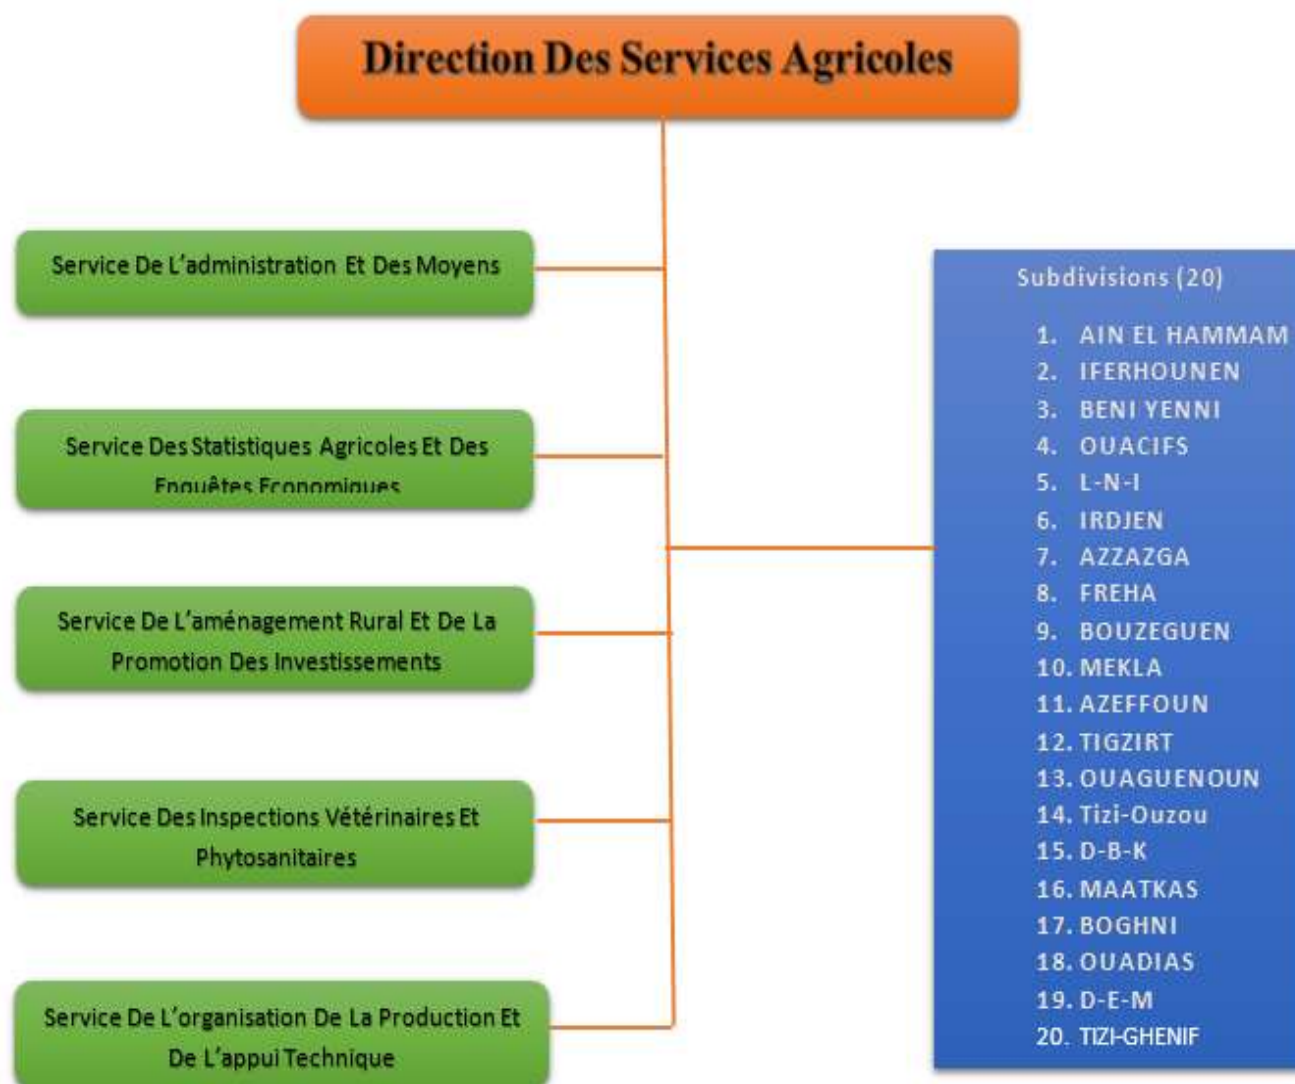 Direction Des Services Agricoles
Service De L'administration Et Des Moyens
Service Des Statistiques Agricoles Et Des
Enquêtes Economiques
Service De L'aménagement Rural Et De La
Promotion Des Investissements
Service Des Inspections Vétérinaires Et
Phytosanitaires
Service De L'organisation De La Production Et
De L'appui Technique
Subdivisions (20)
1. AIN EL HAMMAM
2. IFERHOUNEN
3. BENI YENNI
4. OUACIFS
5. L-N-I
6. IRDJEN
7. AZZAZGA
8. FREHA
9. BOUZEGUEN
10. MEKLA
11. AZEFFOUN
12. TIGZIRT
13. OUAGUENOUN
14. Tizi-Ouzou
15. D-B-K
16. MAATKAS
17. BOGHNI
18. OUADIAS
19. D-E-M
20. TIZI-GHENIF